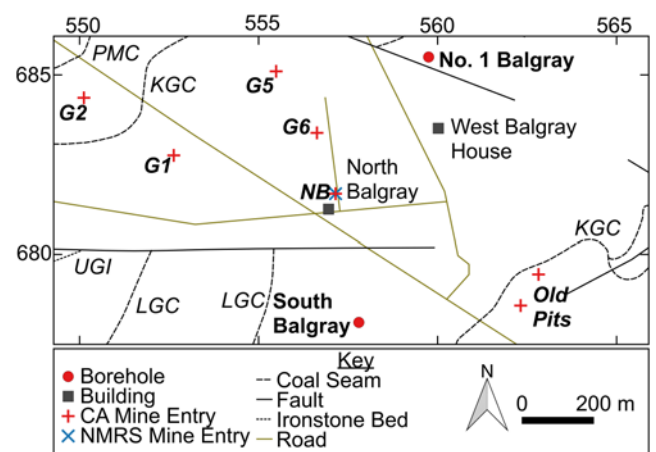 550 555 560 565
685
680
PMC
KGC
G2
G5
No. 1 Balgray
G6
West Balgray
House
G1
North
Balgray
NB
KGC
UGI
LGC
LGC
South
Balgray
Old
Pits
Key
Borehole
Building
CA Mine Entry
NMRS Mine Entry
Coal Seam
Fault
Ironstone Bed
Road
N
0 200 m